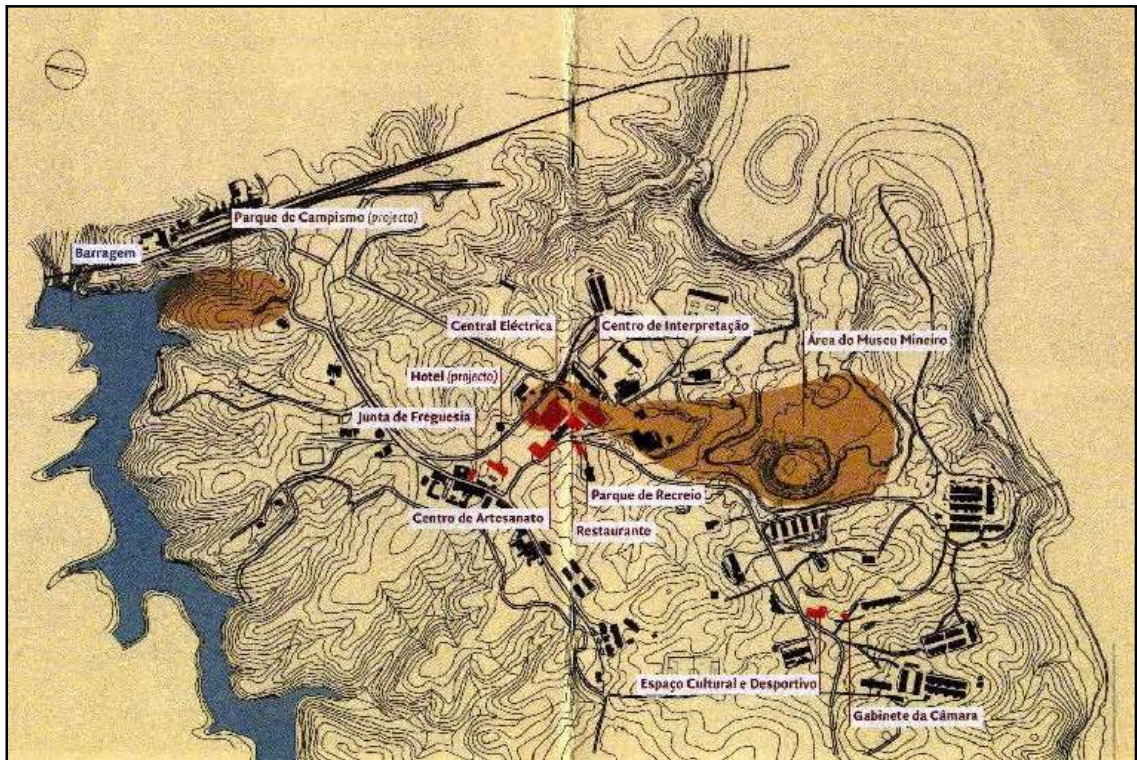 Parque de Campismo (projecto)
Barragem
Central Eléctrica
Centro de Interpretação
Área do Museu Mineiro
Hotel (projecto)
Junta de Freguesia
Parque de Recreio
Centro de Artesanato
Restaurante
Espaço Cultural e Desportivo
Gabinete da Câmara